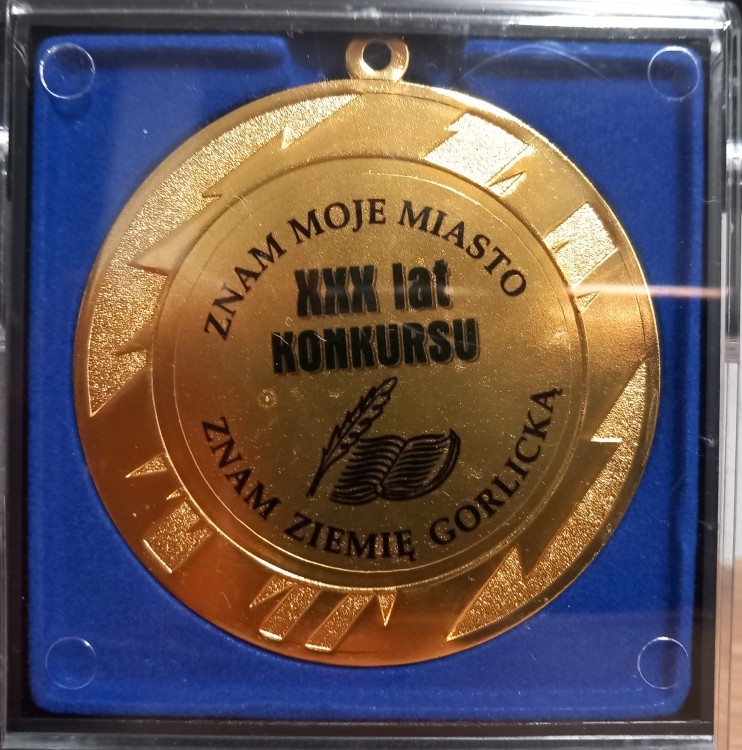 ZNAM MOJE MIASTO
XXX lat
KONKURSU
ZNAM ZIEMIĘ GORLICKĄ